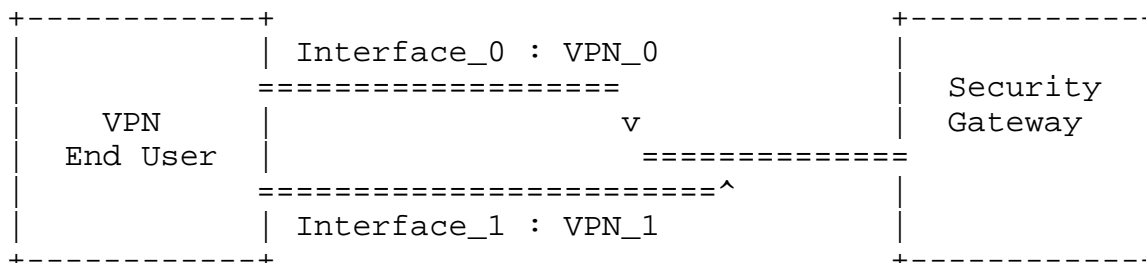 +------------+                                  +------------
|            | Interface_0 : VPN_0              |
|            ===================                |  Security
|    VPN     |                   v              |  Gateway
|  End User  |                    ==============
|            ========================^          |
|            | Interface_1 : VPN_1              |
+------------+                                  +------------